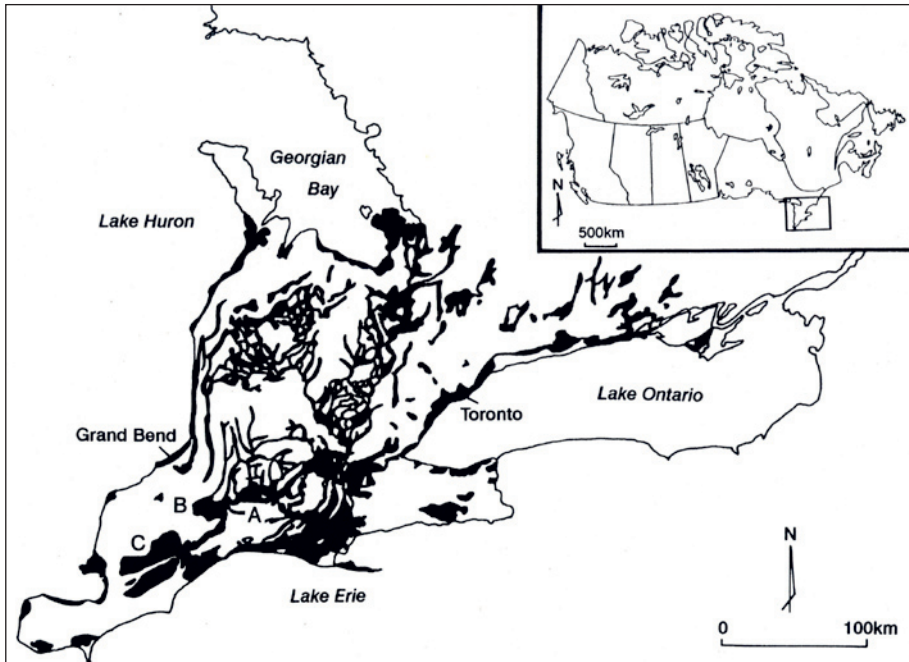 Georgian
Bay
Lake Huron
N
500km
Grand Bend
Toronto
Lake Ontario
B
A
C
Lake Erie
N
0 100km